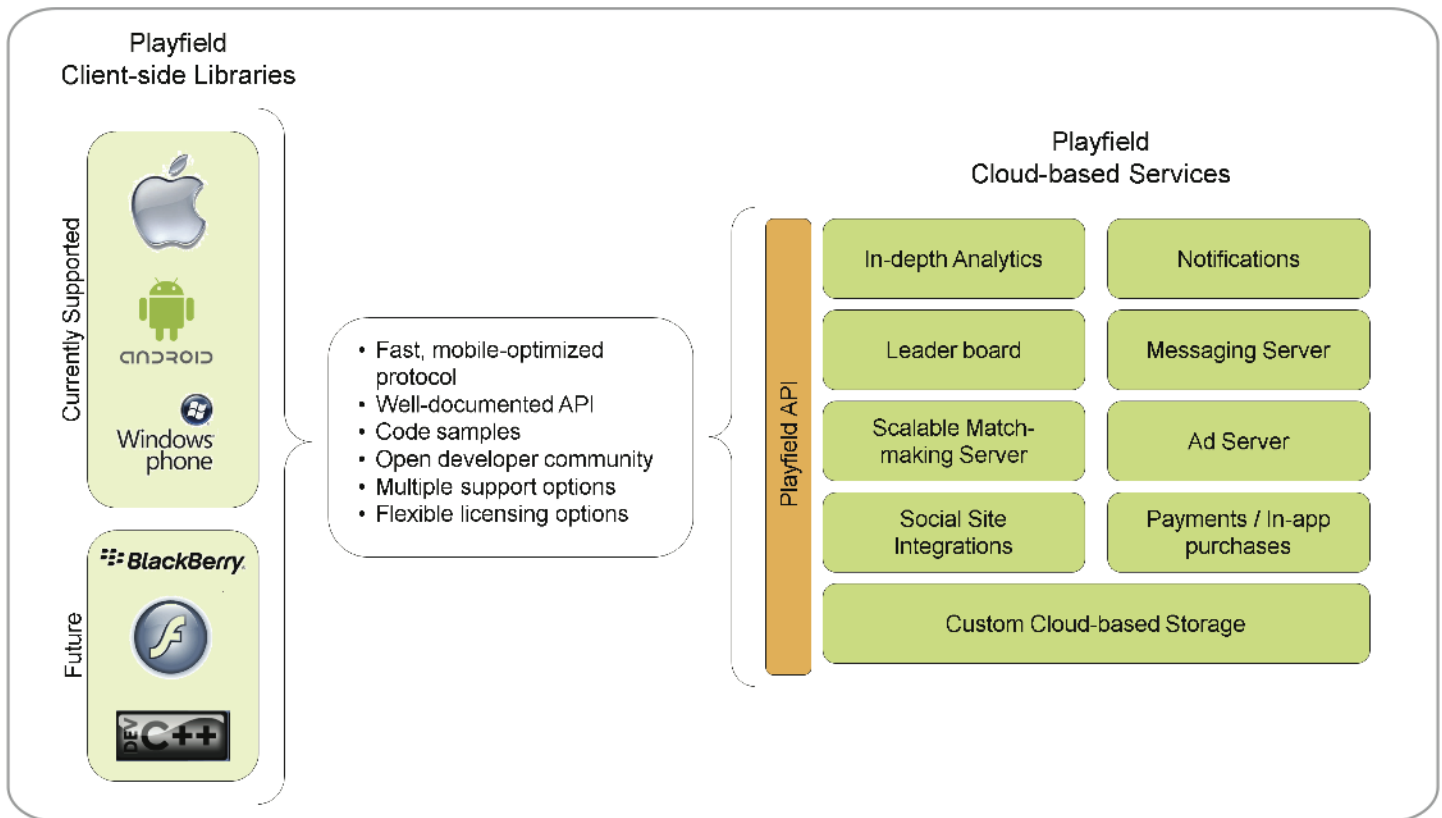 Playfield
Client-side Libraries
Currently Supported
ANDROID
Windows
phone
Future
BlackBerry
DEV
C++
• Fast, mobile-optimized
protocol
• Well-documented API
• Code samples
• Open developer community
• Multiple support options
• Flexible licensing options
Playfield
Cloud-based Services
Playfield API
In-depth Analytics
Notifications
Leader board
Messaging Server
Scalable Match-
making Server
Ad Server
Social Site
Integrations
Payments / In-app
purchases
Custom Cloud-based Storage